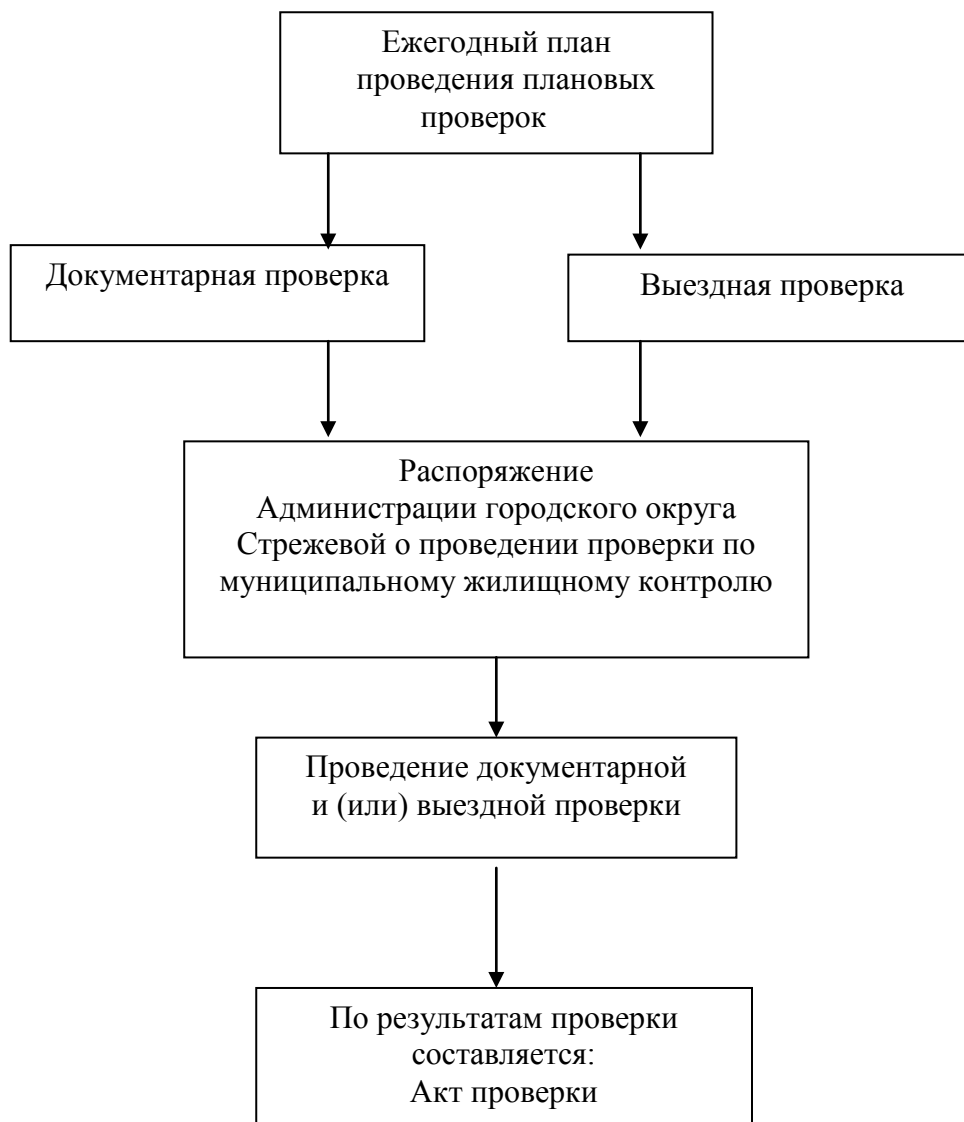 Ежегодный план
проведения плановых
проверок
Документарная проверка
Выездная проверка
Распоряжение
Администрации городского округа
Стрежевой о проведении проверки по
муниципальному жилищному контролю
Проведение документарной
и (или) выездной проверки
По результатам проверки
составляется:
Акт проверки